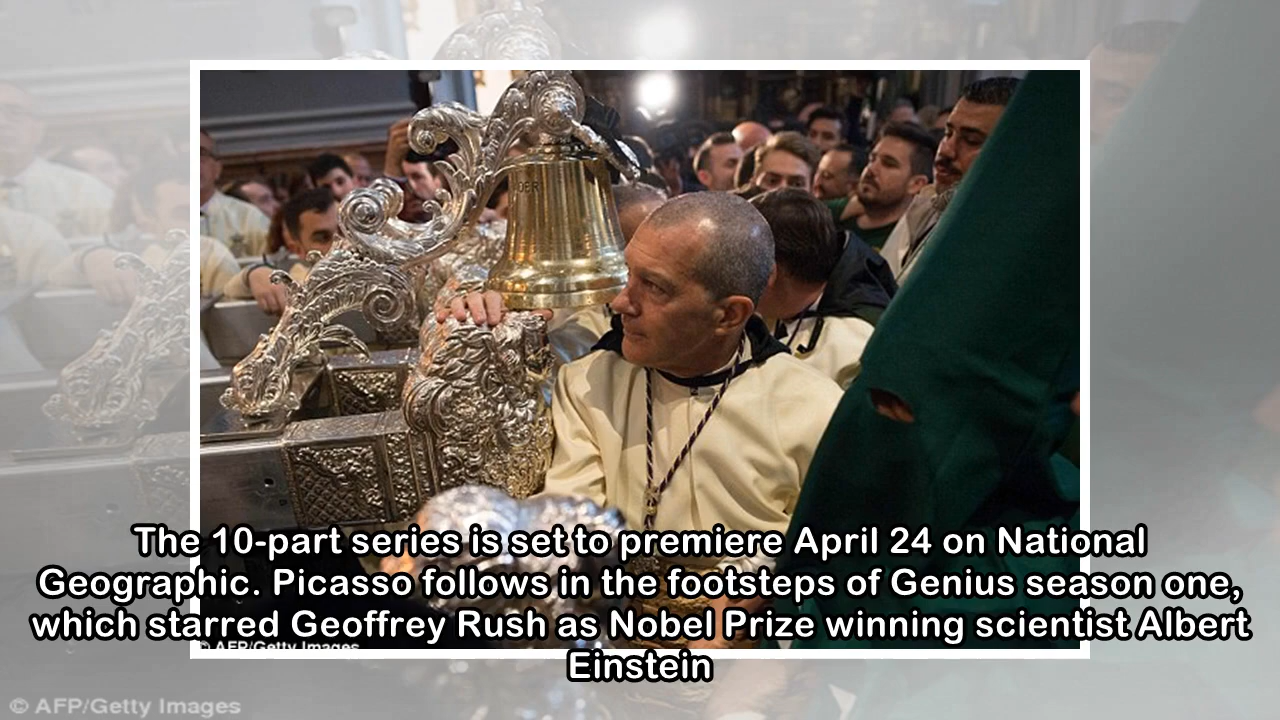 DER
The 10-part series is set to premiere April 24 on National
Geographic. Picasso follows in the footsteps of Genius season one,
which starred Geoffrey Rush as Nobel Prize winning scientist Albert
Einstein
© AFP/Getty Images
© AFP/Getty Images